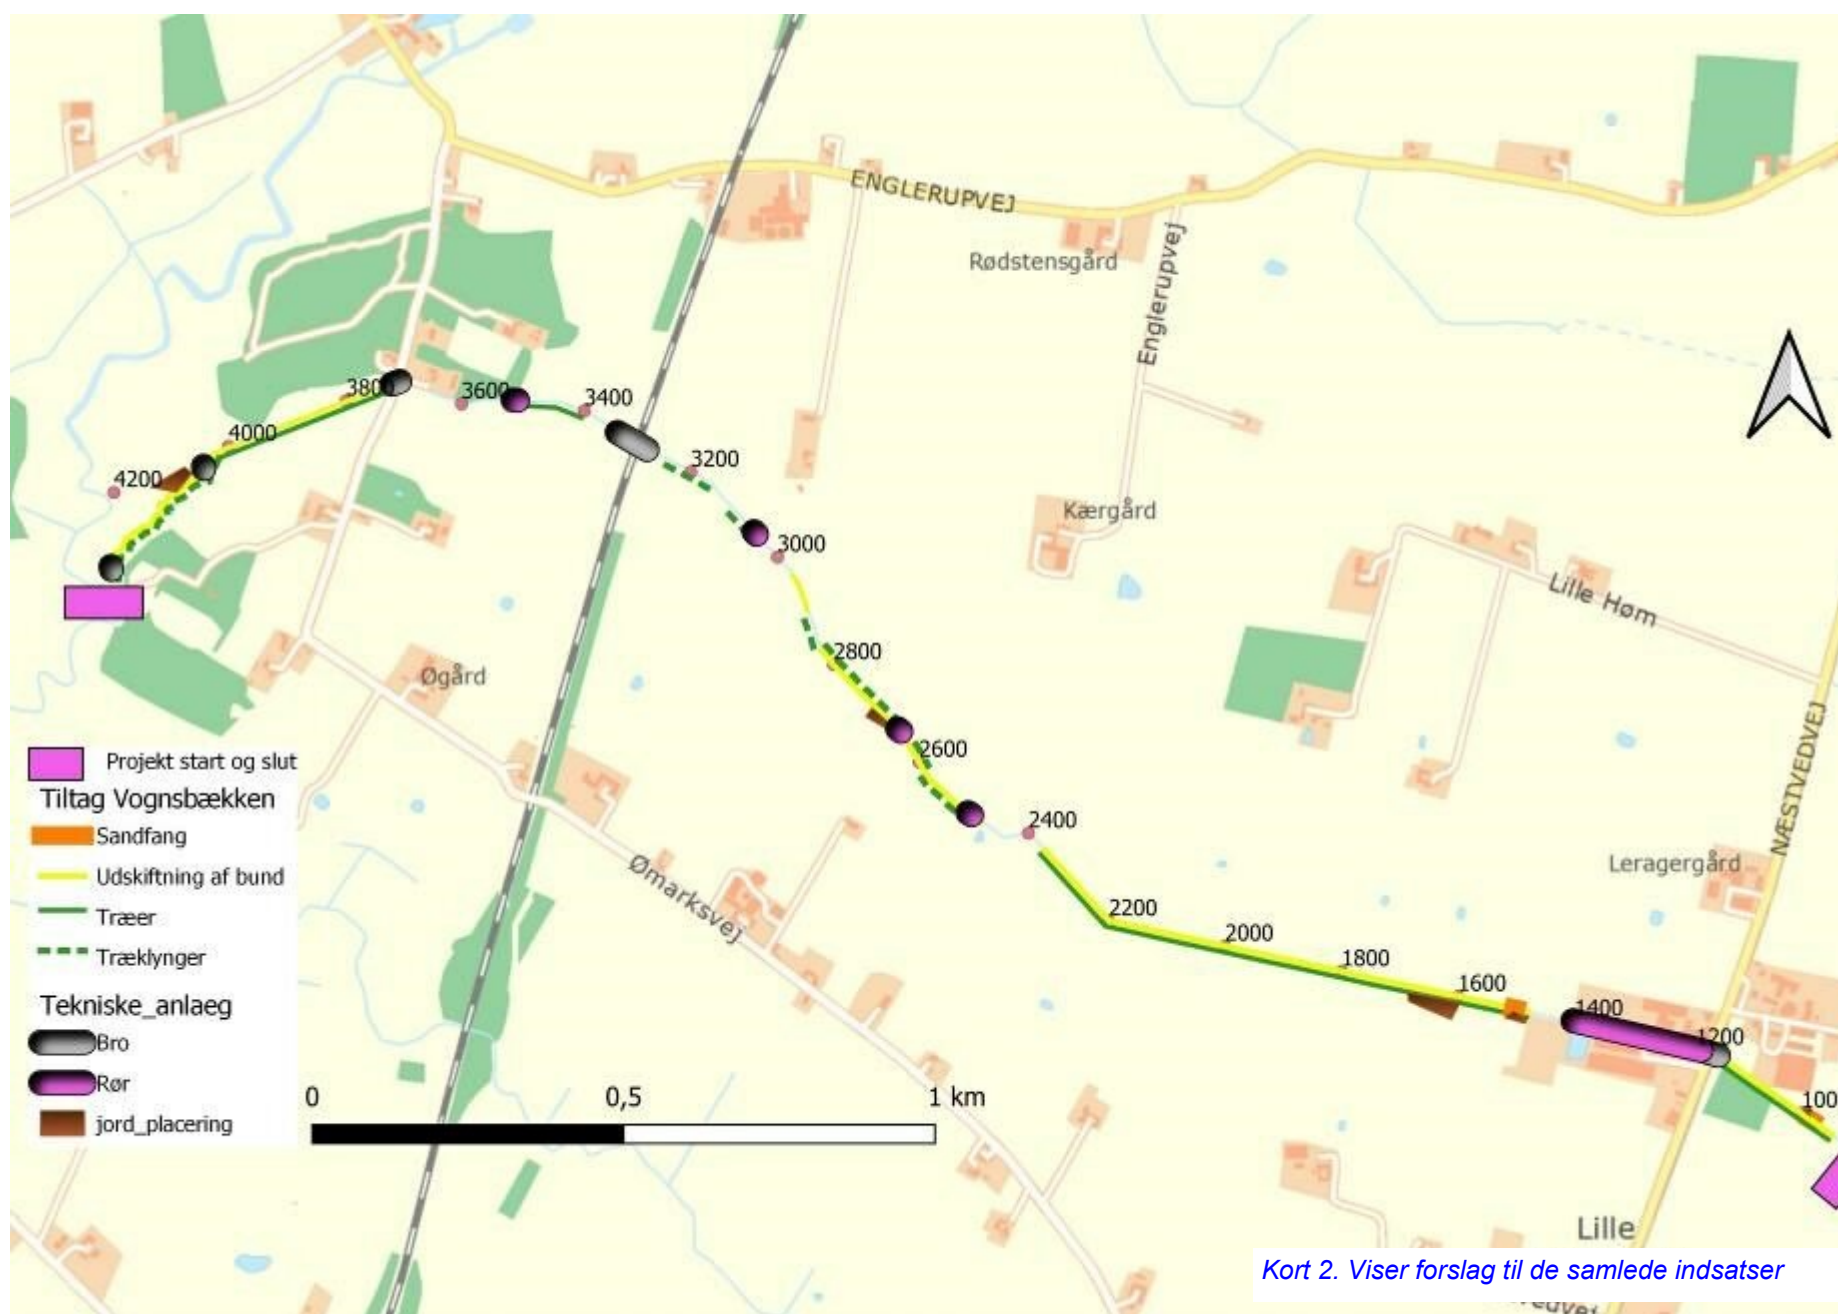 ENGLERUPVEJ
Rødstensgård
Englerupvej
3800
3600
3400
4000
3200
4200
Kærgård
3000
Lille Høm
2800
Øgård
2600
NÆSTVEDVEJ
2400
Leragergård
Ømarksvej
2200
2000
1800
1600
1400
1200
100
Projekt start og slut
Tiltag Vognsbækken
Sandfang
Udskiftning af bund
Træer
Træklynger
Tekniske_anlaeg
Bro
Rør
jord_placering
0 0,5 1 km
Lille
Kort 2. Viser forslag til de samlede indsatser